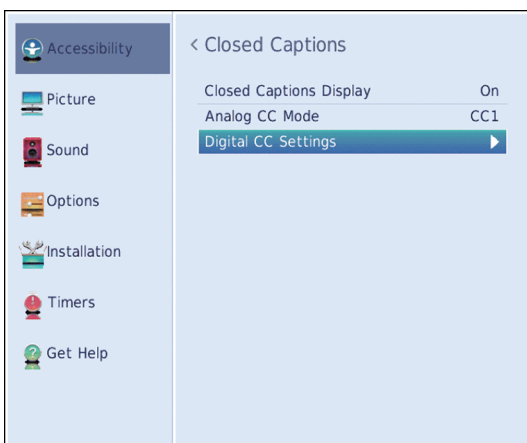 Accessibility
Picture
Sound
Options
Installation
Timers
Get Help
< Closed Captions
Closed Captions Display On
Analog CC Mode CC1
Digital CC Settings